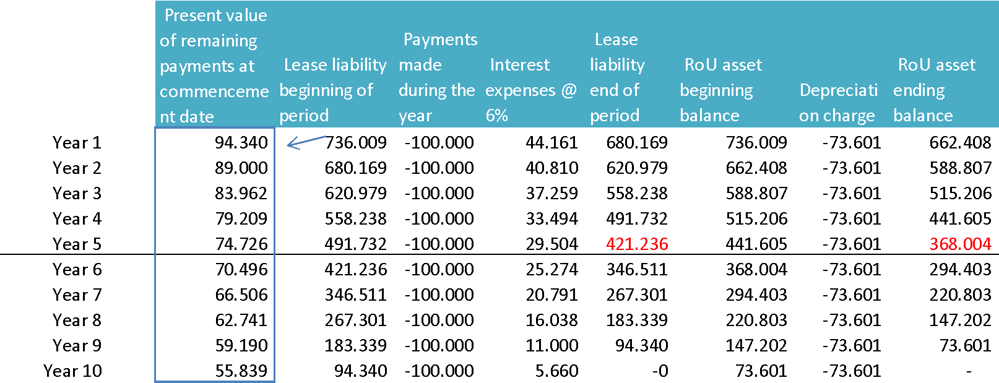 Present value of remaining payments at commenceme nt date | Lease liability beginning of period | Payments made during the year | Interest expenses @ 6% | Lease liability end of period | RoU asset beginning balance | Depreciati on charge | RoU asset ending balance
Year 1 94.340 736.009 -100.000 44.161 680.169 736.009 -73.601 662.408
Year 2 89.000 680.169 -100.000 40.810 620.979 662.408 -73.601 588.807
Year 3 83.962 620.979 -100.000 37.259 558.238 588.807 -73.601 515.206
Year 4 79.209 558.238 -100.000 33.494 491.732 515.206 -73.601 441.605
Year 5 74.726 491.732 -100.000 29.504 421.236 441.605 -73.601 368.004
Year 6 70.496 421.236 -100.000 25.274 346.511 368.004 -73.601 294.403
Year 7 66.506 346.511 -100.000 20.791 267.301 294.403 -73.601 220.803
Year 8 62.741 267.301 -100.000 16.038 183.339 220.803 -73.601 147.202
Year 9 59.190 183.339 -100.000 11.000 94.340 147.202 -73.601 73.601
Year 10 55.839 94.340 -100.000 5.660 -0 73.601 -73.601 -